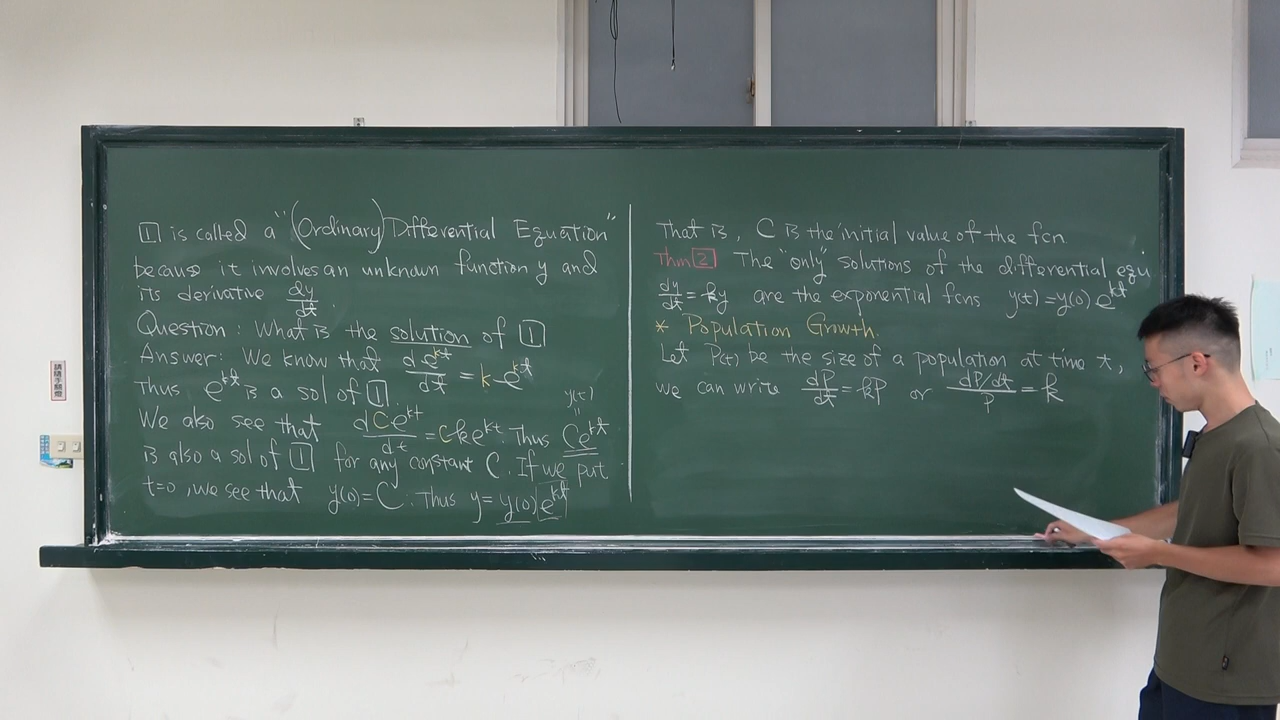 1 is called a "(Ordinary) Differential Equation"
because it involves an unknown function y and
its derivative dy/dt.
Question: What is the solution of 1
Answer: We know that de^{kt}/dt = k·e^{kt}
Thus e^{kt} is a sol of 1.
We also see that dCe^{kt}/dt = Cke^{kt}. Thus Ce^{kt}
y(t) =
is also a sol of 1 for any constant C. If we put
t=0, we see that y(0)=C. Thus y=y(0)e^{kt}
That is, C is the initial value of the fcn
Thm 2 The "only" solutions of the differential equ
dy/dt = ky are the exponential fcns y(t)=y(0)e^{kt}
* Population Growth.
Let P(t) be the size of a population at time t,
we can write dP/dt = kP or (dP/dt)/P = k
請隨手關燈